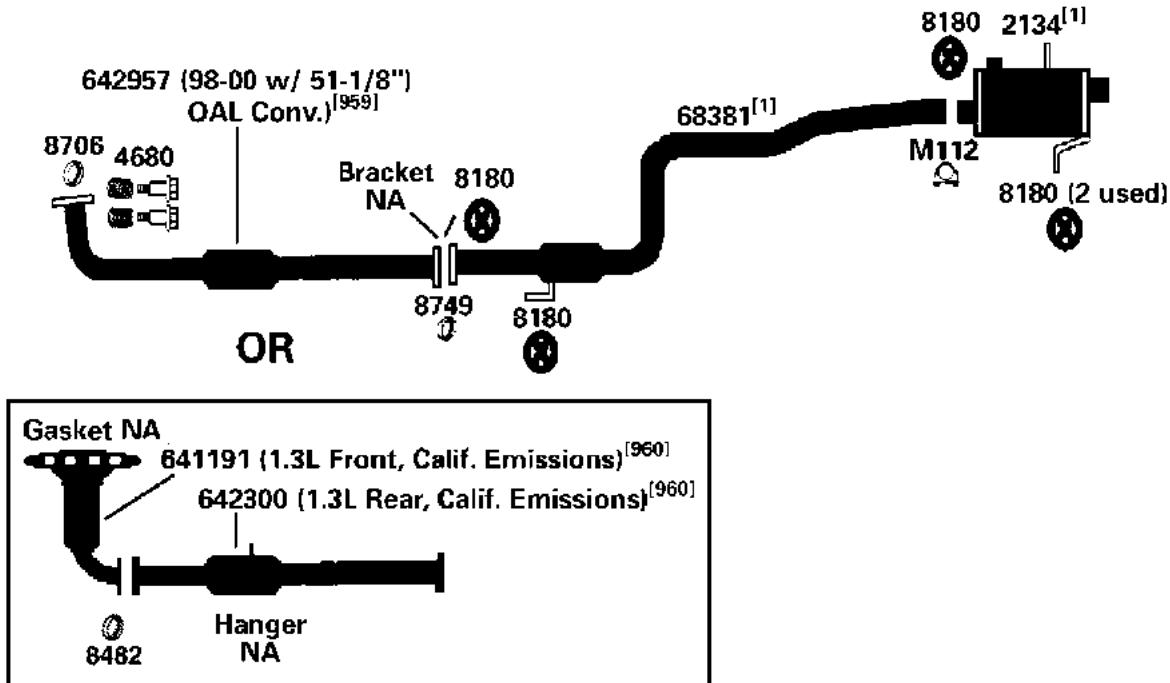 8180 2134[1]
642957 (98-00 w/ 51-1/8")
OAL Conv.)[959]
68381[1]
8706 4680
M112
Bracket
NA
8180
8180 (2 used)
8749
8180
OR
Gasket NA
641191 (1.3L Front, Calif. Emissions)[960]
642300 (1.3L Rear, Calif. Emissions)[960]
Hanger
NA
8482